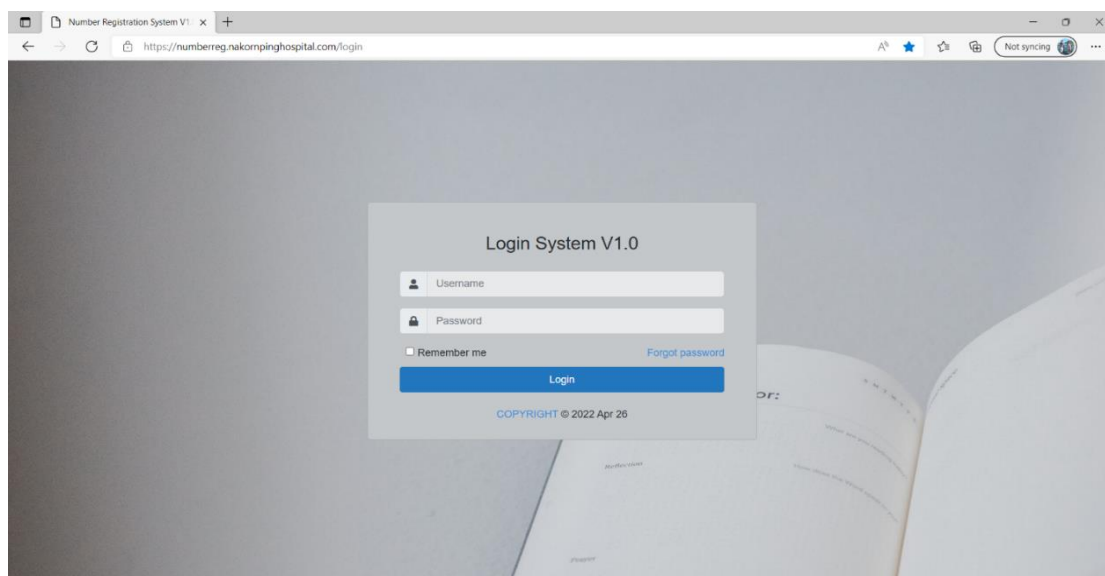 Number Registration System V1
https://numberreg.nakornpinghospital.com/login
Not syncing
Login System V1.0
Username
Password
Remember me
Forgot password
Login
COPYRIGHT © 2022 Apr 26
or: